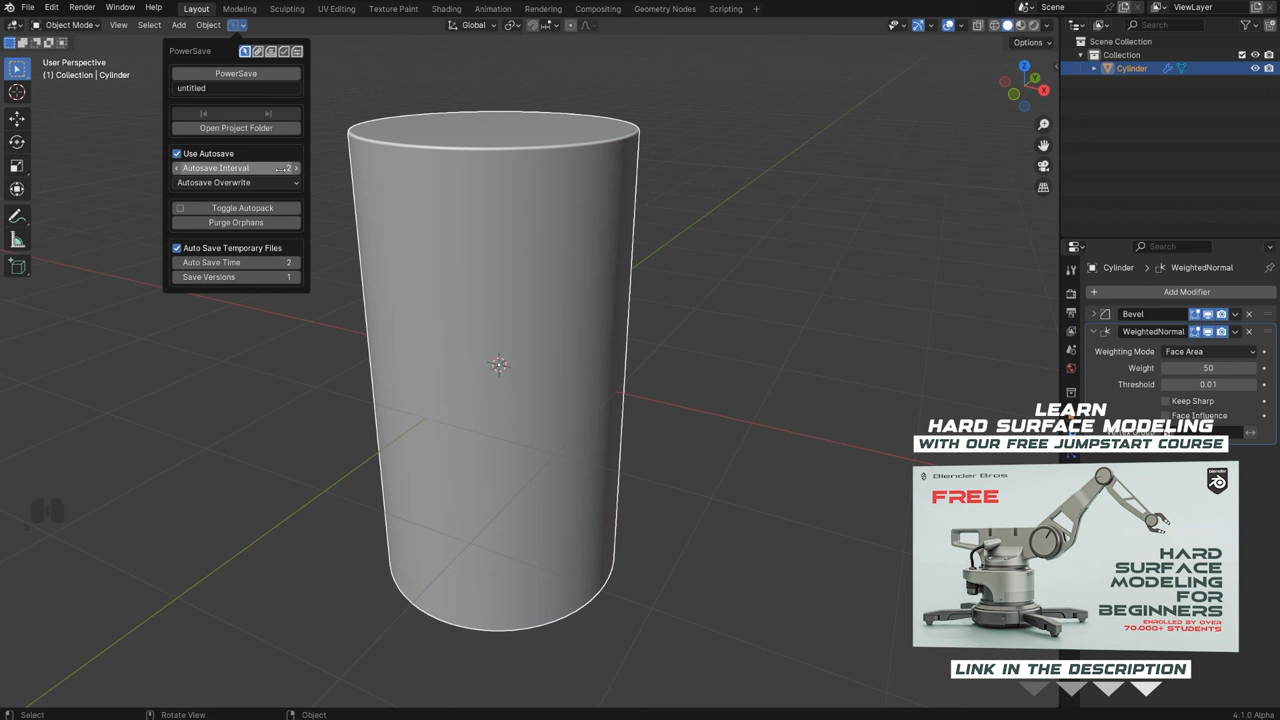 File Edit Render Window Help
Layout Modeling Sculpting UV Editing Texture Paint Shading Animation Rendering Compositing Geometry Nodes Scripting
Scene ViewLayer
Object Mode View Select Add Object
Global
Search
Options
User Perspective
(1) Collection | Cylinder
PowerSave
PowerSave
untitled
Open Project Folder
Use Autosave
Autosave Interval 2
Autosave Overwrite
Toggle Autopack
Purge Orphans
Auto Save Temporary Files
Auto Save Time 2
Save Versions 1
Z
Y
X
Scene Collection
Collection
Cylinder
Search
Cylinder WeightedNormal
Add Modifier
Bevel
WeightedNormal
Weighting Mode Face Area
Weight 50
Threshold 0.01
Keep Sharp
Face Influence
LEARN
HARD SURFACE MODELING
WITH OUR FREE JUMPSTART COURSE
Blender Bros
FREE
HARD
SURFACE
MODELING
FOR
BEGINNERS
ENROLLED BY OVER
70.000+ STUDENTS
LINK IN THE DESCRIPTION
Select Rotate View Object
4.1.0 Alpha